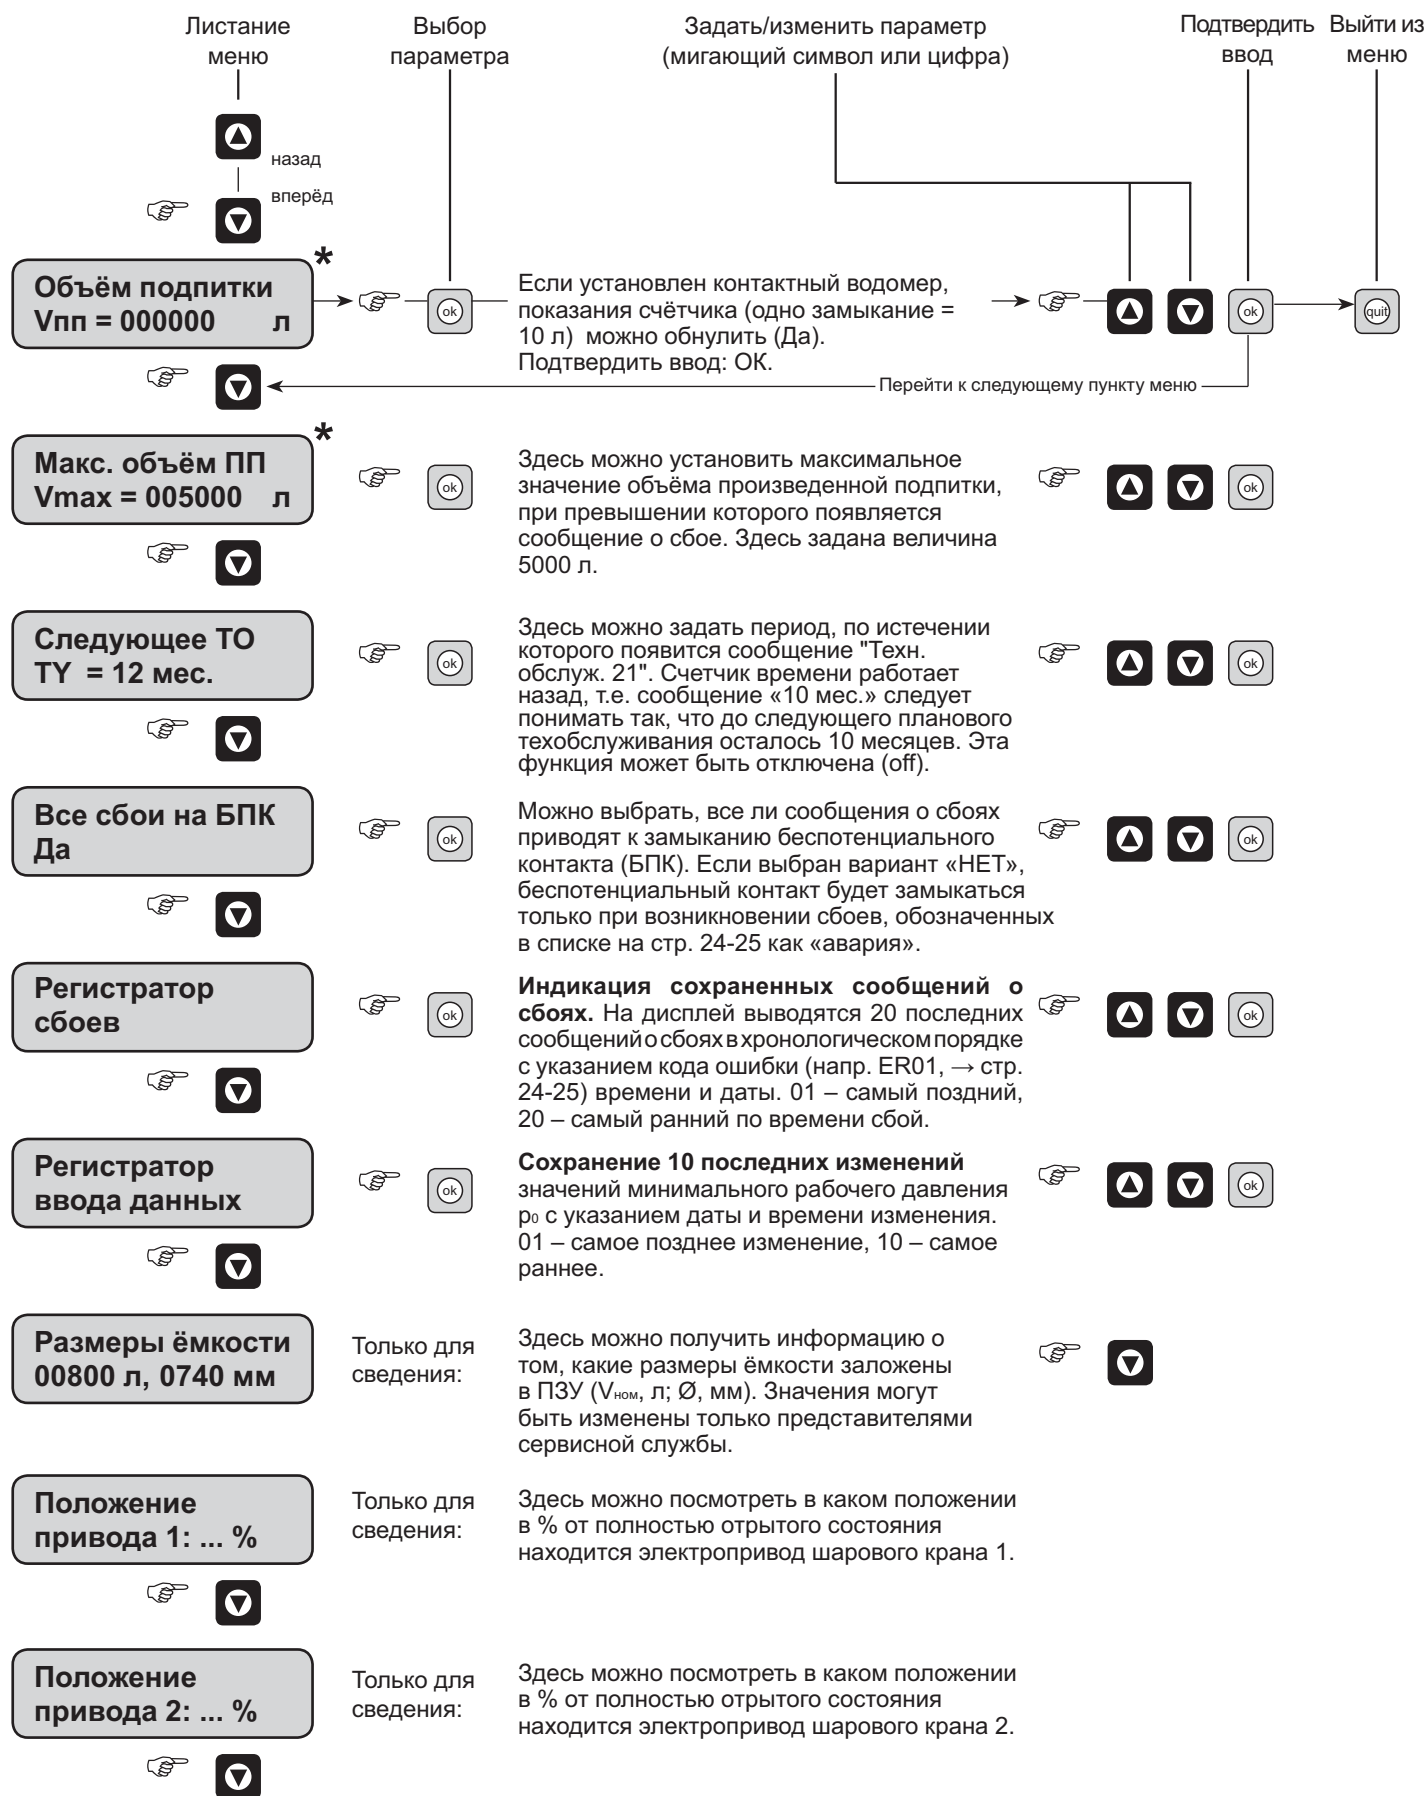 Листание
меню
Выбор
параметра
Задать/изменить параметр
(мигающий символ или цифра)
Подтвердить
ввод
Выйти из
меню
назад
вперёд
*
Объём подпитки
Vпп = 000000 л
ok
Если установлен контактный водомер,
показания счётчика (одно замыкание =
10 л) можно обнулить (Да).
Подтвердить ввод: ОК.
ok
quit
Перейти к следующему пункту меню
*
Макс. объём ПП
Vmax = 005000 л
ok
Здесь можно установить максимальное
значение объёма произведенной подпитки,
при превышении которого появляется
сообщение о сбое. Здесь задана величина
5000 л.
ok
Следующее ТО
TY = 12 мес.
ok
Здесь можно задать период, по истечении
которого появится сообщение "Техн.
обслуж. 21". Счетчик времени работает
назад, т.е. сообщение «10 мес.» следует
понимать так, что до следующего планового
техобслуживания осталось 10 месяцев. Эта
функция может быть отключена (off).
ok
Все сбои на БПК
Да
ok
Можно выбрать, все ли сообщения о сбоях
приводят к замыканию беспотенциального
контакта (БПК). Если выбран вариант «НЕТ»,
беспотенциальный контакт будет замыкаться
только при возникновении сбоев, обозначенных
в списке на стр. 24-25 как «авария».
ok
Регистратор
сбоев
ok
Индикация сохраненных сообщений о
сбоях. На дисплей выводятся 20 последних
сообщений о сбоях в хронологическом порядке
с указанием кода ошибки (напр. ER01, → стр.
24-25) времени и даты. 01 – самый поздний,
20 – самый ранний по времени сбой.
ok
Регистратор
ввода данных
ok
Сохранение 10 последних изменений
значений минимального рабочего давления
p₀ с указанием даты и времени изменения.
01 – самое позднее изменение, 10 – самое
раннее.
ok
Размеры ёмкости
00800 л, 0740 мм
Только для
сведения:
Здесь можно получить информацию о
том, какие размеры ёмкости заложены
в ПЗУ (Vном, л; Ø, мм). Значения могут
быть изменены только представителями
сервисной службы.
Положение
привода 1: ... %
Только для
сведения:
Здесь можно посмотреть в каком положении
в % от полностью отрытого состояния
находится электропривод шарового крана 1.
Положение
привода 2: ... %
Только для
сведения:
Здесь можно посмотреть в каком положении
в % от полностью отрытого состояния
находится электропривод шарового крана 2.